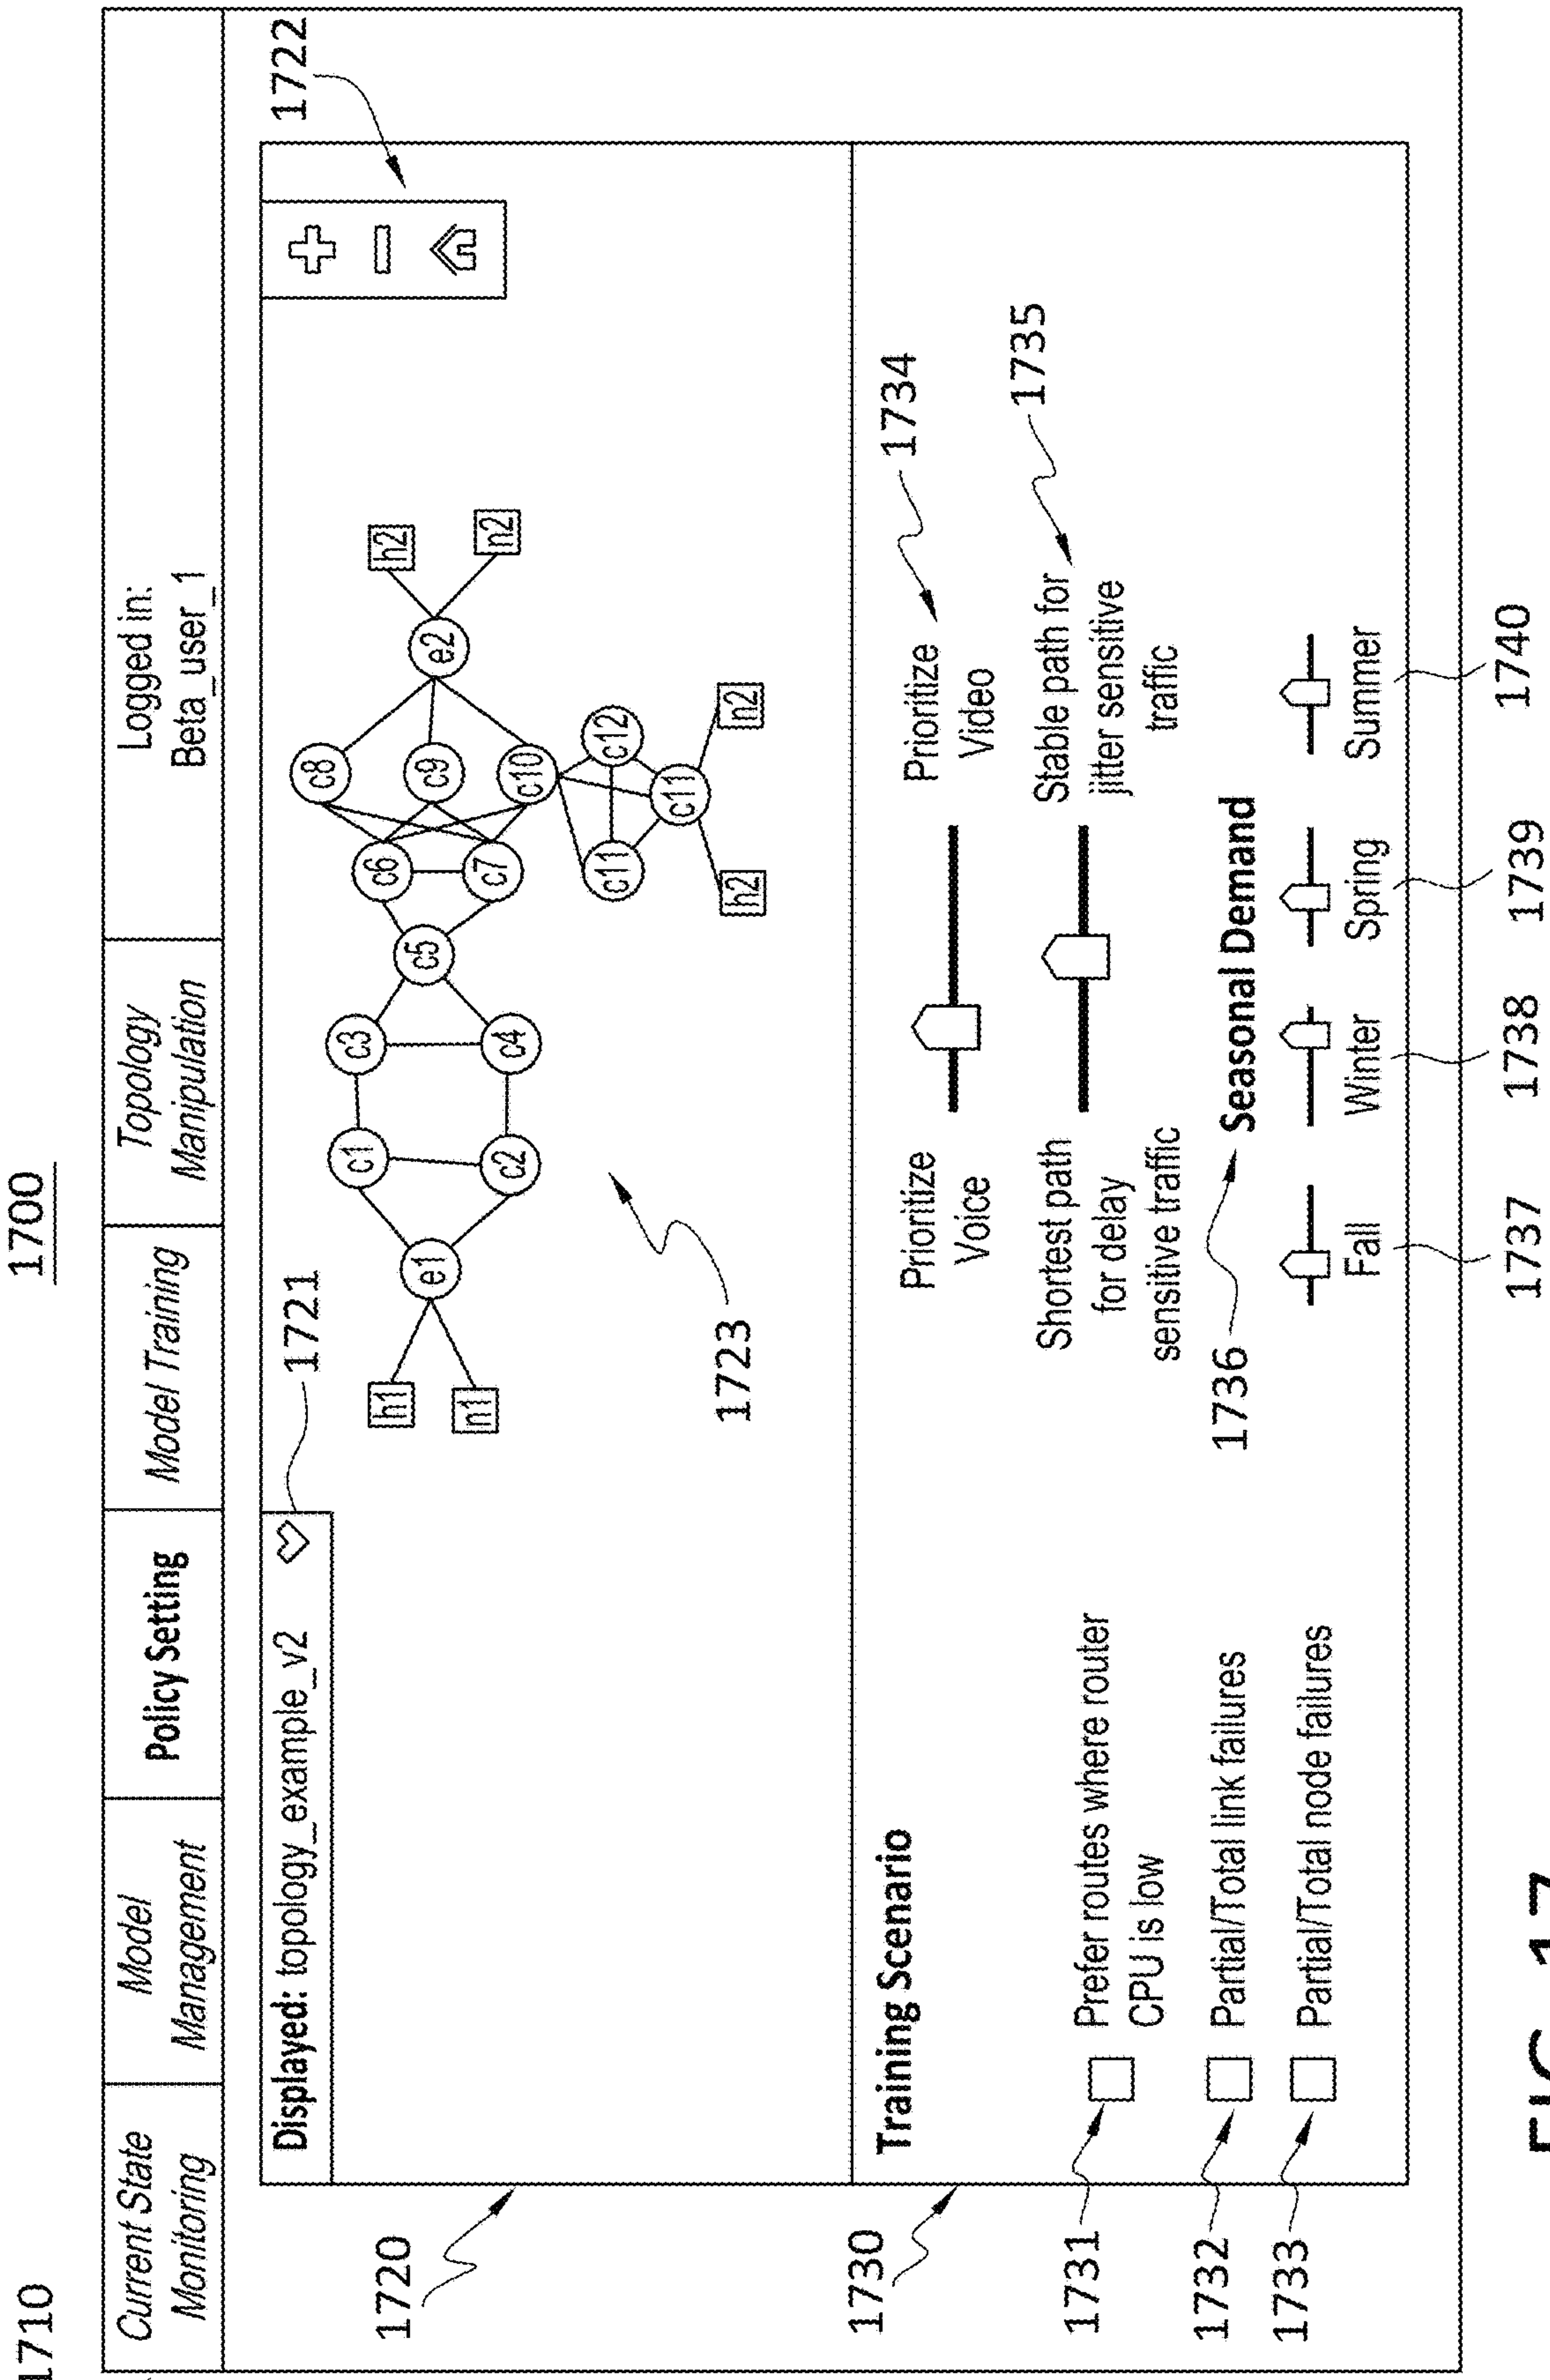 1700
1710
Current State
Monitoring
Model
Management
Policy Setting
Model Training
Topology
Manipulation
Logged in:
Beta_user_1
1720
Displayed: topology_example_v2
1721
1722
h1
n1
e1
c1
c2
c3
c4
c5
c6
c7
c8
c9
c10
e2
h2
n2
c11
c12
c11
h2
n2
1723
1730
Training Scenario
1731
Prefer routes where router
CPU is low
1732
Partial/Total link failures
1733
Partial/Total node failures
Prioritize
Voice
Prioritize
Video
1734
Shortest path
for delay
sensitive traffic
Stable path for
jitter sensitive
traffic
1735
1736
Seasonal Demand
Fall
Winter
Spring
Summer
1737
1738
1739
1740